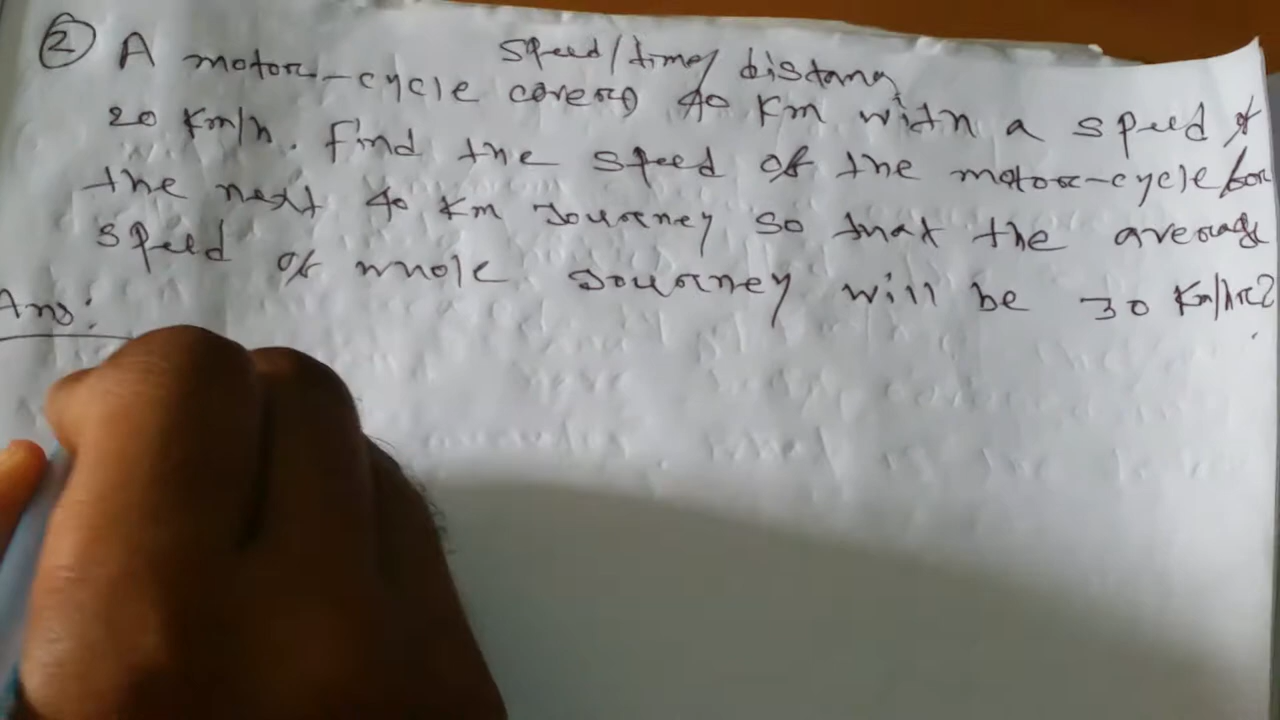 speed/time/distanc
② A motor-cycle covers 40 Km with a speed of
20 Km/h. find the speed of the motor-cycle for
the next 40 Km Journey so that the average
speed of whole Journey will be 30 Km/hr?
Ans: